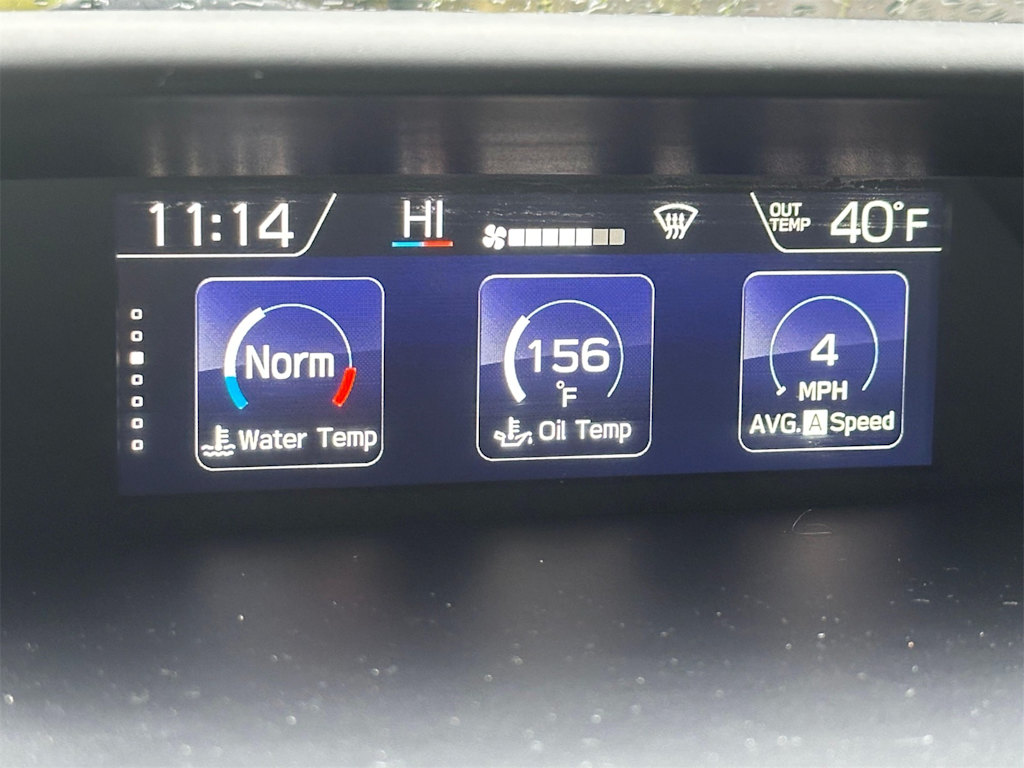 11:14
HI
OUT
TEMP
40°F
Norm
Water Temp
156
°F
Oil Temp
4
MPH
AVG. A Speed